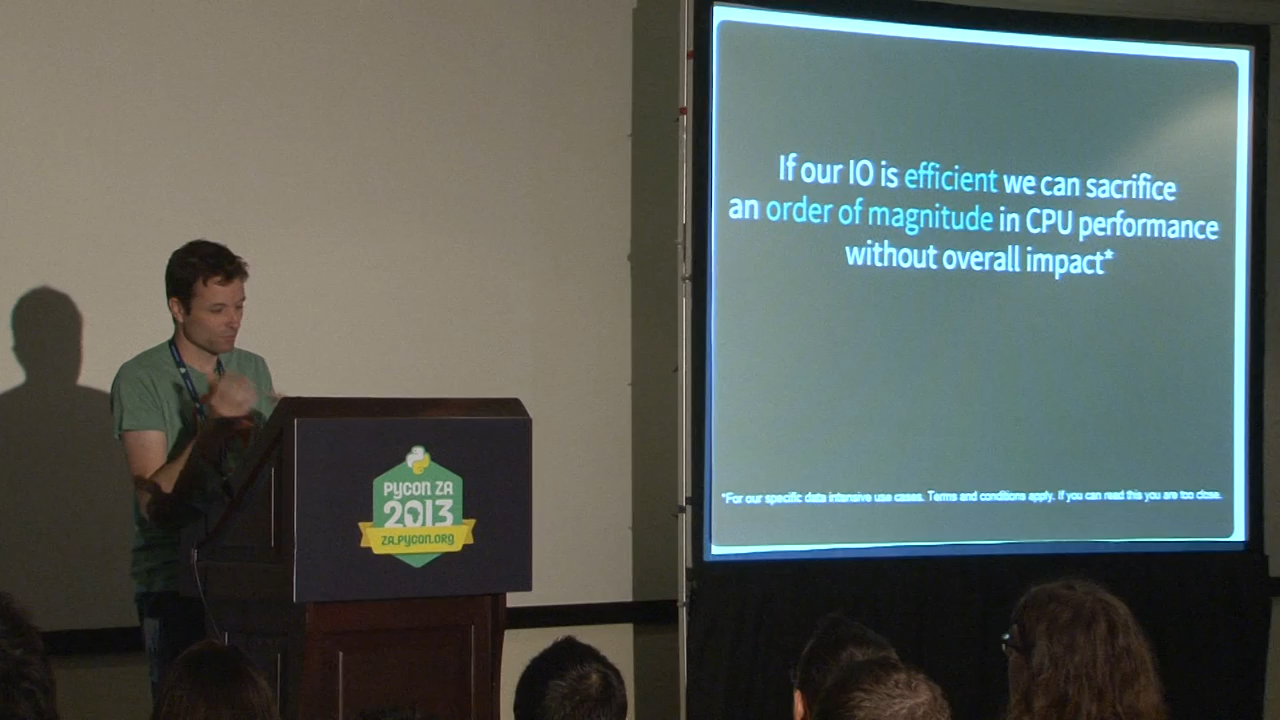 If our IO is efficient we can sacrifice
an order of magnitude in CPU performance
without overall impact*
*For our specific data intensive use cases. Terms and conditions apply. If you can read this you are too close.
PYCON ZA
2013
ZA.PYCON.ORG